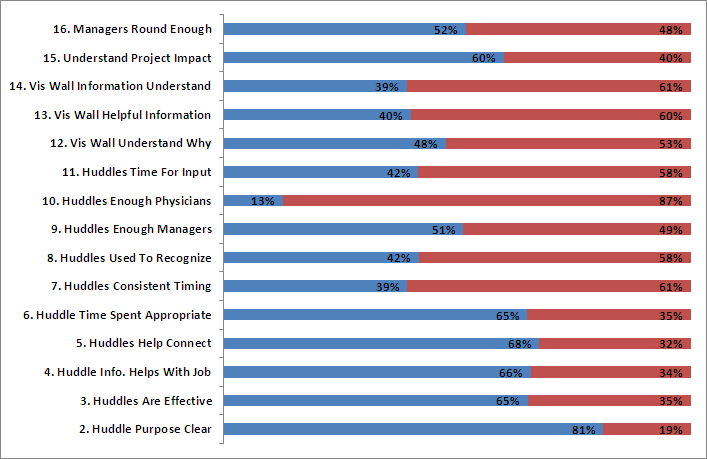 16. Managers Round Enough 52% 48%
15. Understand Project Impact 60% 40%
14. Vis Wall Information Understand 39% 61%
13. Vis Wall Helpful Information 40% 60%
12. Vis Wall Understand Why 48% 53%
11. Huddles Time For Input 42% 58%
10. Huddles Enough Physicians 13% 87%
9. Huddles Enough Managers 51% 49%
8. Huddles Used To Recognize 42% 58%
7. Huddles Consistent Timing 39% 61%
6. Huddle Time Spent Appropriate 65% 35%
5. Huddles Help Connect 68% 32%
4. Huddle Info. Helps With Job 66% 34%
3. Huddles Are Effective 65% 35%
2. Huddle Purpose Clear 81% 19%